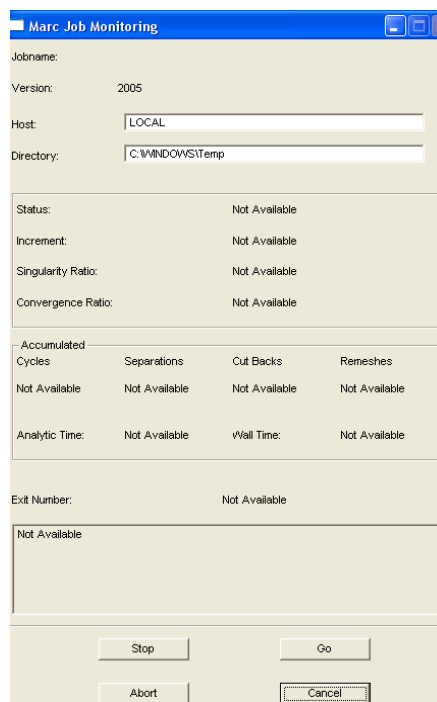 Marc Job Monitoring
Jobname:
Version: 2005
Host: LOCAL
Directory: C:\WINDOWS\Temp
Status: Not Available
Increment: Not Available
Singularity Ratio: Not Available
Convergence Ratio: Not Available
Accumulated
Cycles Separations Cut Backs Remeshes
Not Available Not Available Not Available Not Available
Analytic Time: Not Available Wall Time: Not Available
Exit Number: Not Available
Not Available
Stop Go
Abort Cancel